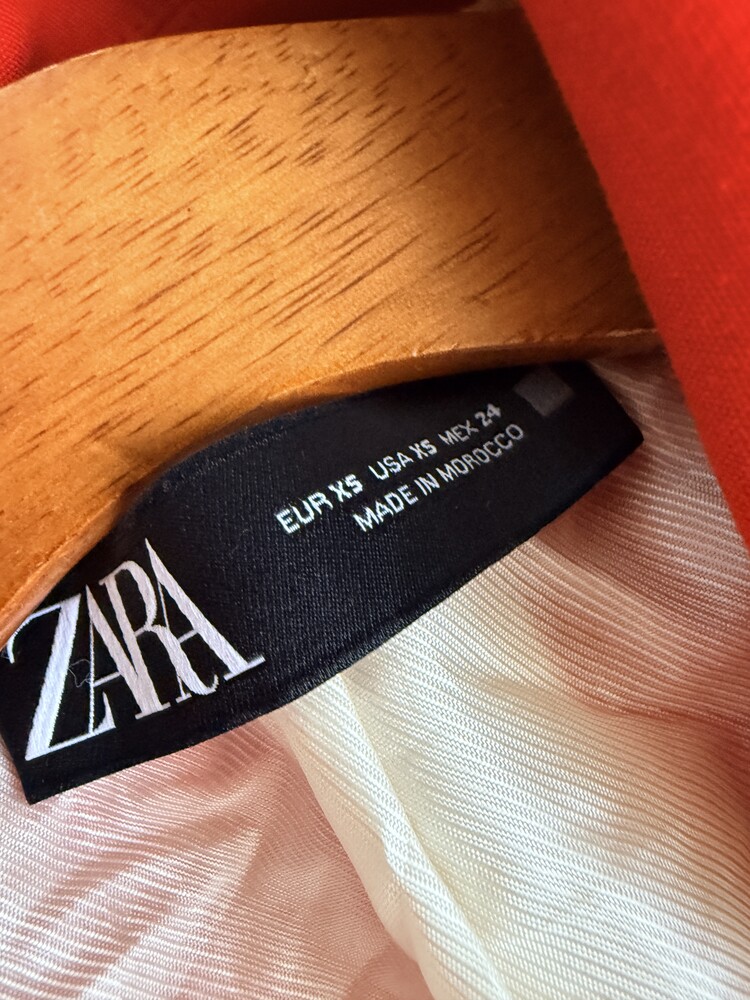 EUR XS USA XS MEX 24
MADE IN MOROCCO
ZARA